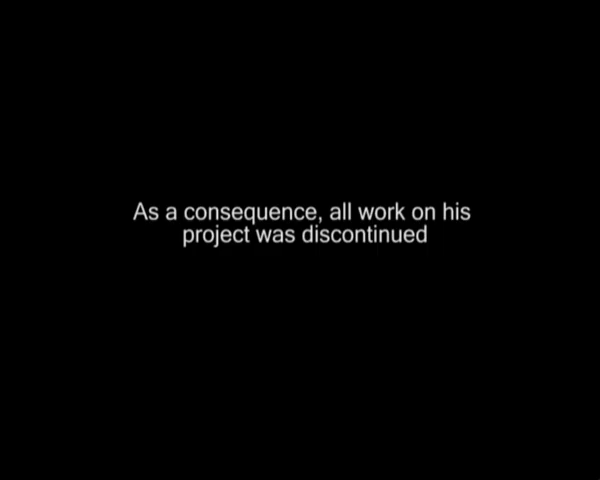 As a consequence, all work on his
project was discontinued